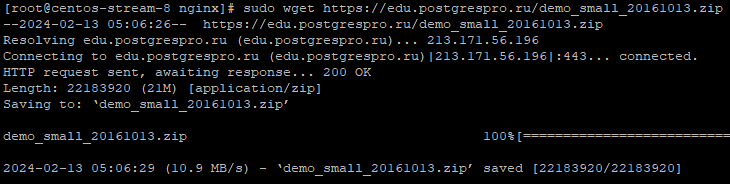 [root@centos-stream-8 nginx]# sudo wget https://edu.postgrespro.ru/demo_small_20161013.zip
--2024-02-13 05:06:26-- https://edu.postgrespro.ru/demo_small_20161013.zip
Resolving edu.postgrespro.ru (edu.postgrespro.ru)... 213.171.56.196
Connecting to edu.postgrespro.ru (edu.postgrespro.ru)|213.171.56.196|:443... connected.
HTTP request sent, awaiting response... 200 OK
Length: 22183920 (21M) [application/zip]
Saving to: ‘demo_small_20161013.zip’
demo_small_20161013.zip 100%[===========================
2024-02-13 05:06:29 (10.9 MB/s) - ‘demo_small_20161013.zip’ saved [22183920/22183920]